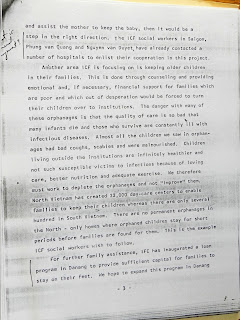 and assist the mother to keep the baby, then it would be a
step in the right direction. the ICF social workers in Saigon,
Phung van Quang and Nguyen van Duyet, have already contacted a
number of hospitals to enlist their cooperation in this project.
Another area ICF is focusing on is keeping older children
in their families. This is done through counseling and providing
emotional and, if necessary, financial support for families which
are poor and which out of desperation would be forced to turn
their children over to institutions. The danger with many of
these orphanages is that the quality of care is so bad that
many infants die and those who survive are constantly ill with
infectious diseases. Almost all the children we saw in orphan-
ages had bad coughs, scabies and were malnourished. Children
living outside the institutions are infinitely healthier and
not such susceptible victims to infectious because of loving
care, better nutrition and adequate exercise. We therefore
must work to deplete the orphanages and not "improve" them.
North Vietnam has created day-care centers to enable
families to keep their children whereas there are only several
hundred in South Vietnam. There are no permanent orphanages in
the North - only homes where orphaned children stay for short
periods before families are found for them. This is the example
ICF social workers wish to follow.
For further family assistance, ICF has inaugurated a loan
program in Danang to provide sufficient capital for families to
stay on their feet. We hope to expand this program in Danang
- 3 -